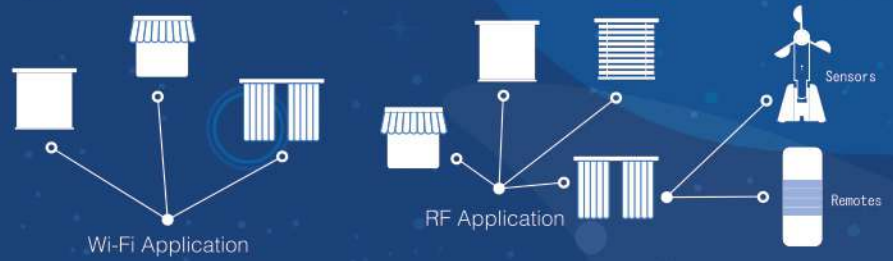 Sensors
Remotes
RF Application
Wi-Fi Application